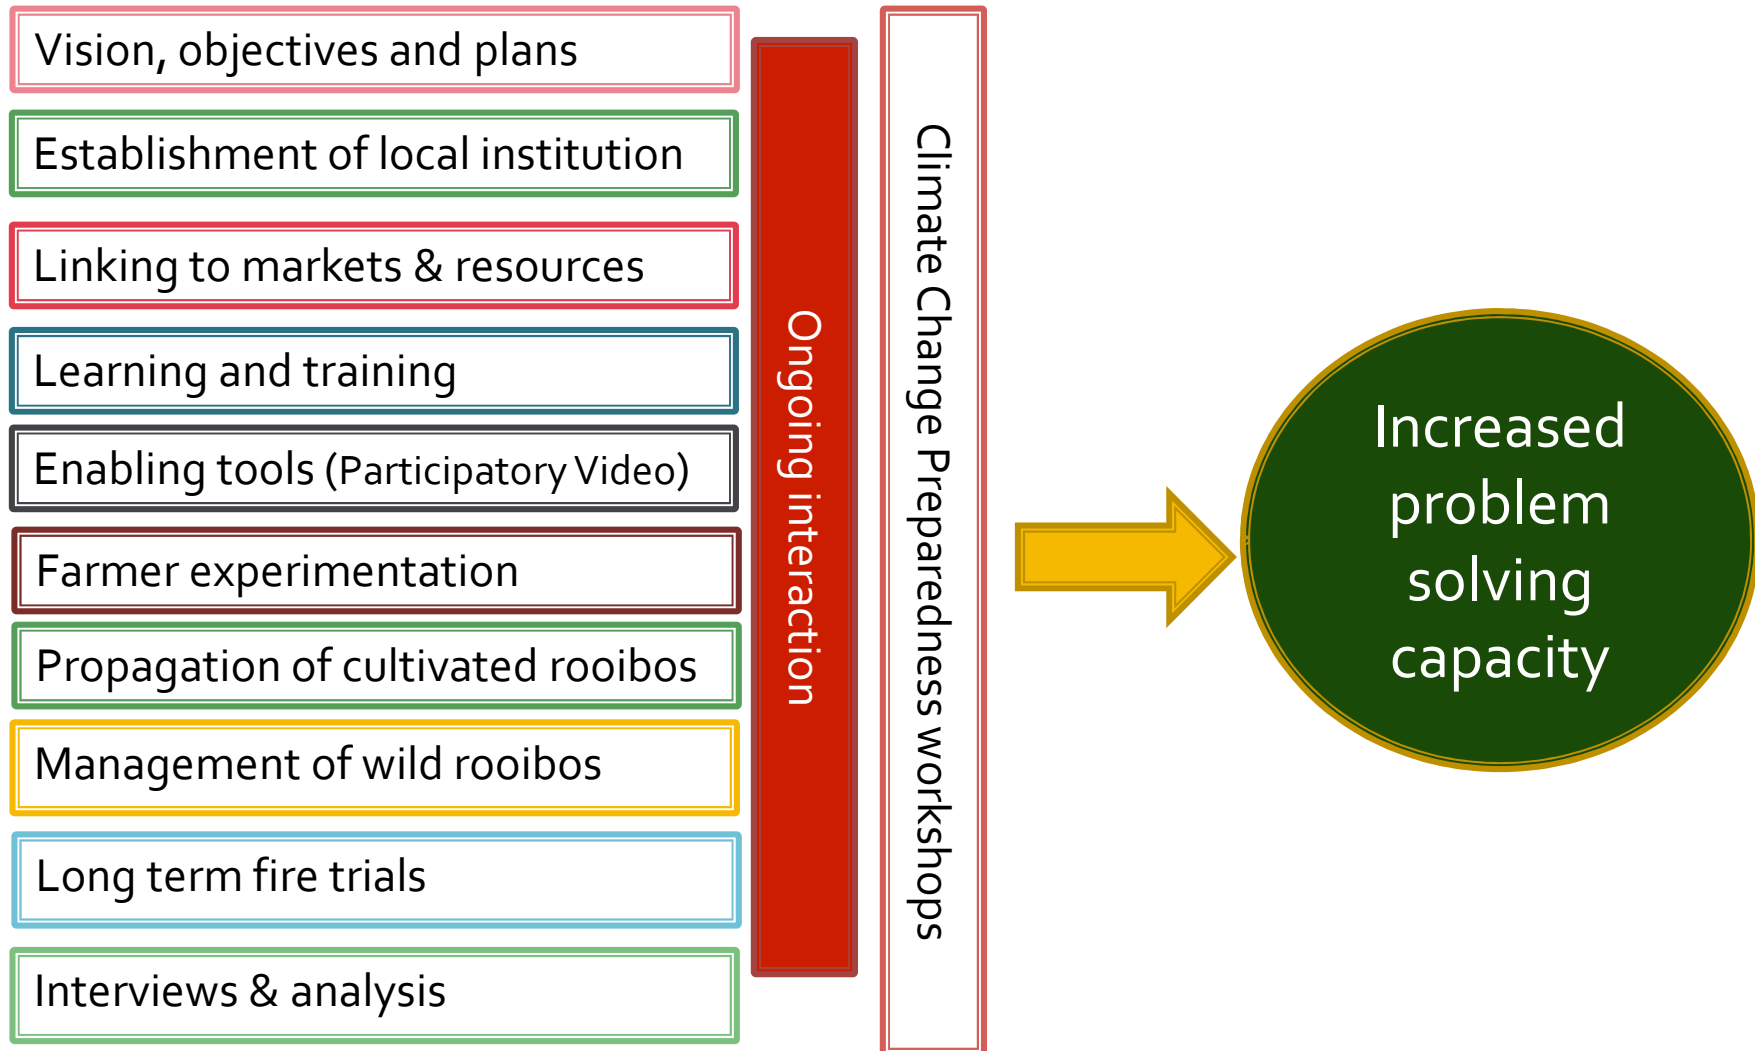 Vision, objectives and plans
Establishment of local institution
Linking to markets & resources
Learning and training
Enabling tools (Participatory Video)
Farmer experimentation
Propagation of cultivated rooibos
Management of wild rooibos
Long term fire trials
Interviews & analysis
Ongoing interaction
Climate Change Preparedness workshops
Increased
problem
solving
capacity